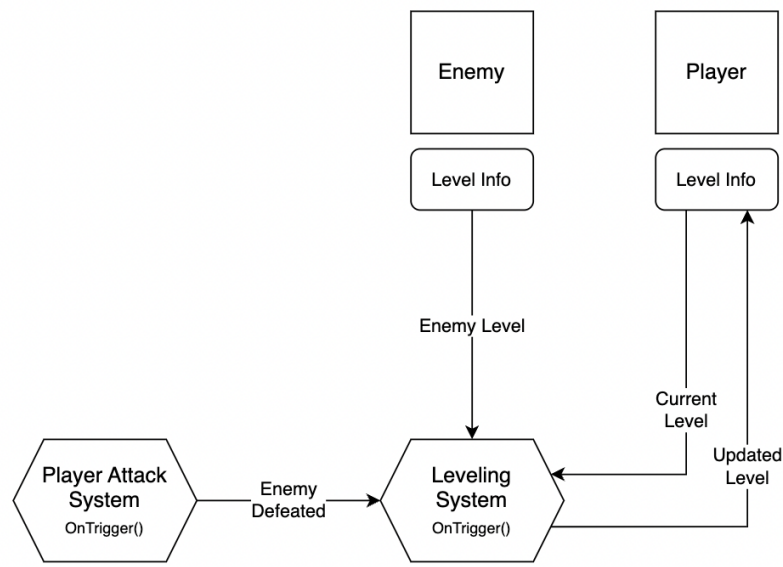 Enemy
Player
Level Info
Level Info
Enemy Level
Current
Level
Updated
Level
Player Attack
System
OnTrigger()
Enemy
Defeated
Leveling
System
OnTrigger()